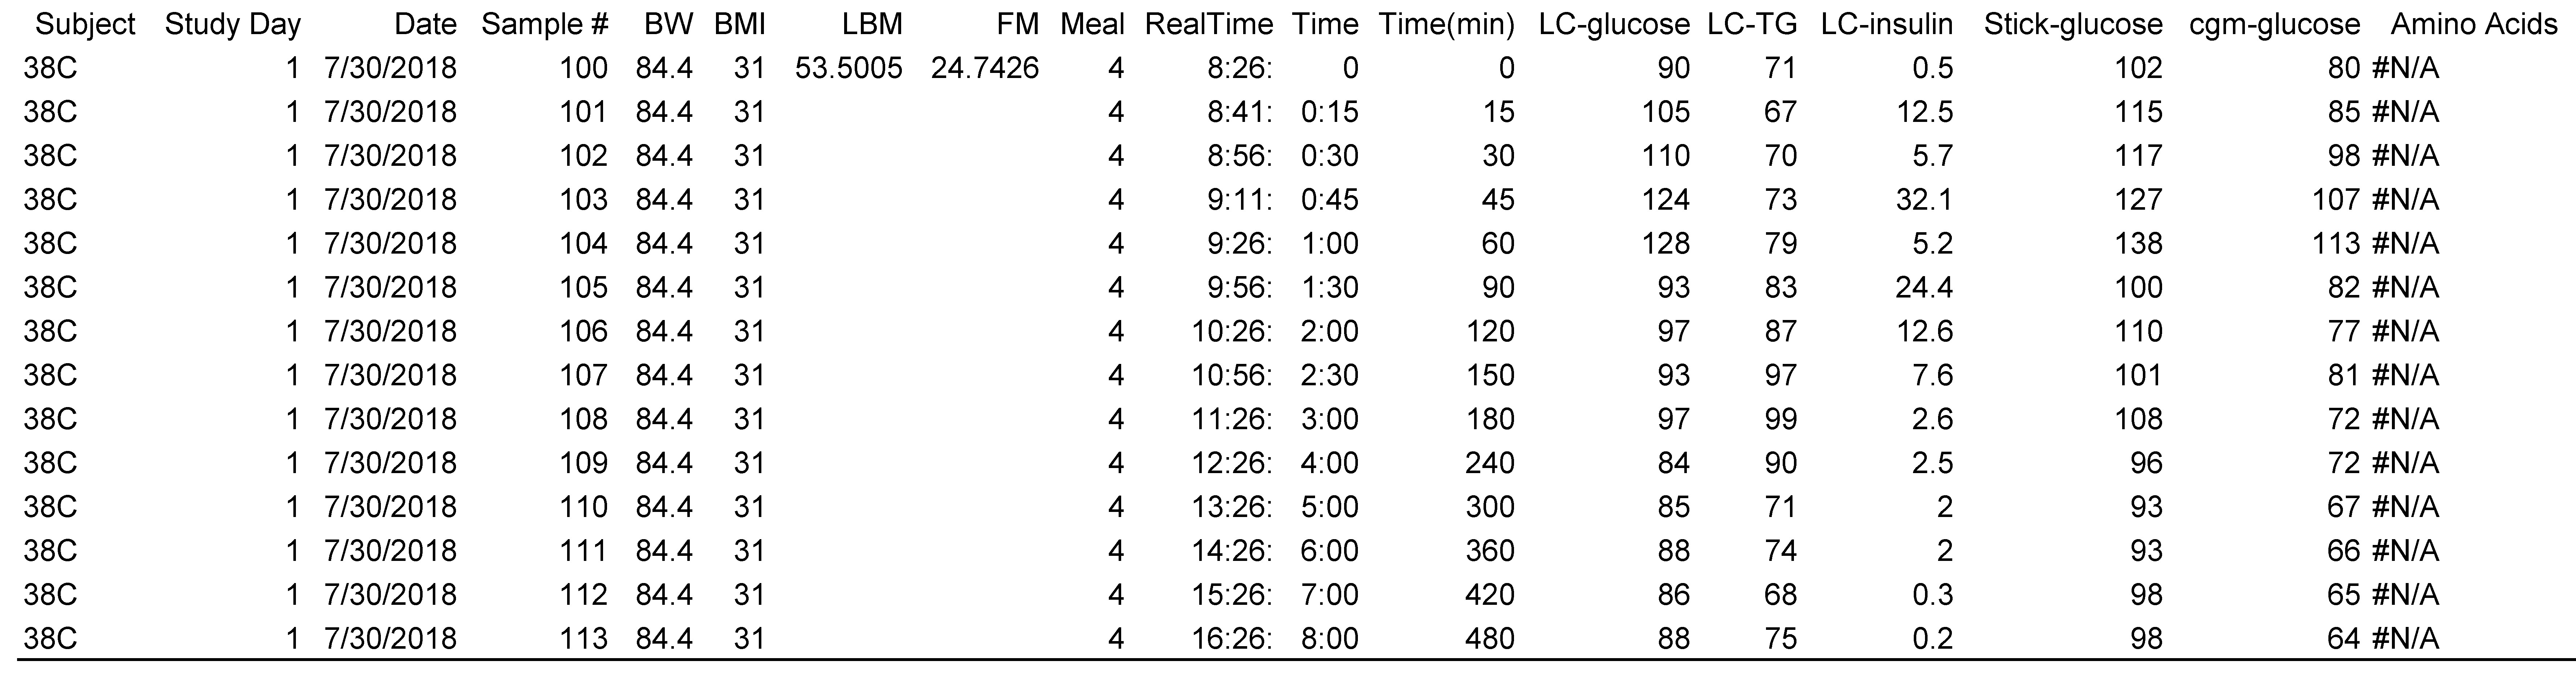 Subject Study Day Date Sample # BW BMI LBM FM Meal RealTime Time Time(min) LC-glucose LC-TG LC-insulin Stick-glucose cgm-glucose Amino Acids
38C 1 7/30/2018 100 84.4 31 53.5005 24.7426 4 8:26: 0 0 90 71 0.5 102 80 #N/A
38C 1 7/30/2018 101 84.4 31 4 8:41: 0:15 15 105 67 12.5 115 85 #N/A
38C 1 7/30/2018 102 84.4 31 4 8:56: 0:30 30 110 70 5.7 117 98 #N/A
38C 1 7/30/2018 103 84.4 31 4 9:11: 0:45 45 124 73 32.1 127 107 #N/A
38C 1 7/30/2018 104 84.4 31 4 9:26: 1:00 60 128 79 5.2 138 113 #N/A
38C 1 7/30/2018 105 84.4 31 4 9:56: 1:30 90 93 83 24.4 100 82 #N/A
38C 1 7/30/2018 106 84.4 31 4 10:26: 2:00 120 97 87 12.6 110 77 #N/A
38C 1 7/30/2018 107 84.4 31 4 10:56: 2:30 150 93 97 7.6 101 81 #N/A
38C 1 7/30/2018 108 84.4 31 4 11:26: 3:00 180 97 99 2.6 108 72 #N/A
38C 1 7/30/2018 109 84.4 31 4 12:26: 4:00 240 84 90 2.5 96 72 #N/A
38C 1 7/30/2018 110 84.4 31 4 13:26: 5:00 300 85 71 2 93 67 #N/A
38C 1 7/30/2018 111 84.4 31 4 14:26: 6:00 360 88 74 2 93 66 #N/A
38C 1 7/30/2018 112 84.4 31 4 15:26: 7:00 420 86 68 0.3 98 65 #N/A
38C 1 7/30/2018 113 84.4 31 4 16:26: 8:00 480 88 75 0.2 98 64 #N/A